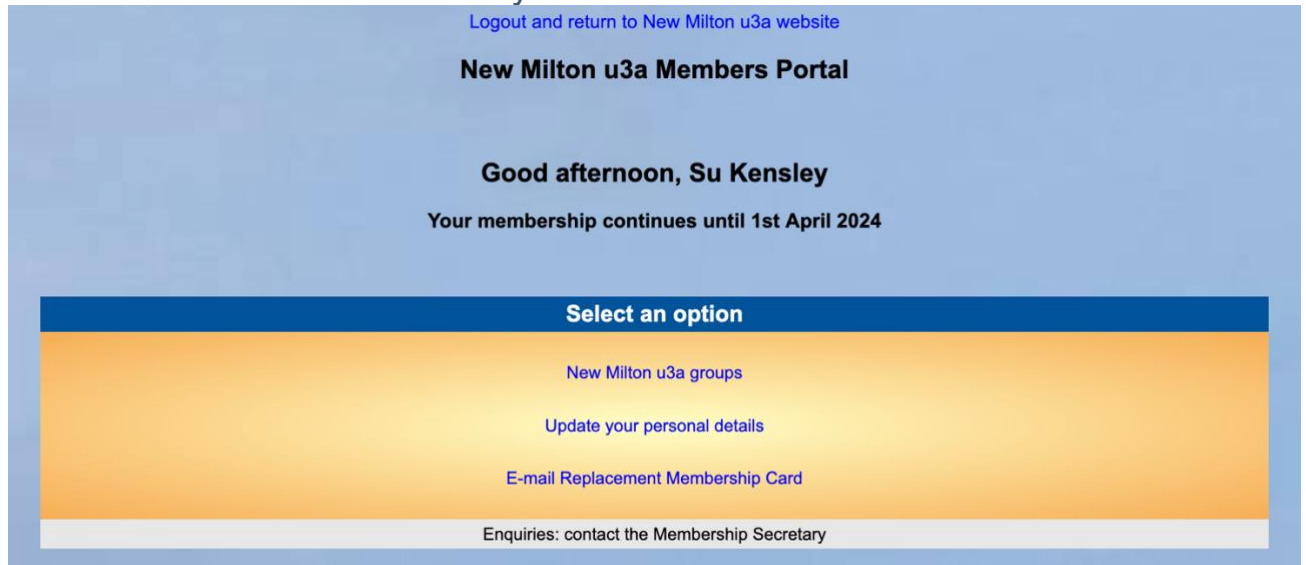 Logout and return to New Milton u3a website
New Milton u3a Members Portal
Good afternoon, Su Kensley
Your membership continues until 1st April 2024
Select an option
New Milton u3a groups
Update your personal details
E-mail Replacement Membership Card
Enquiries: contact the Membership Secretary